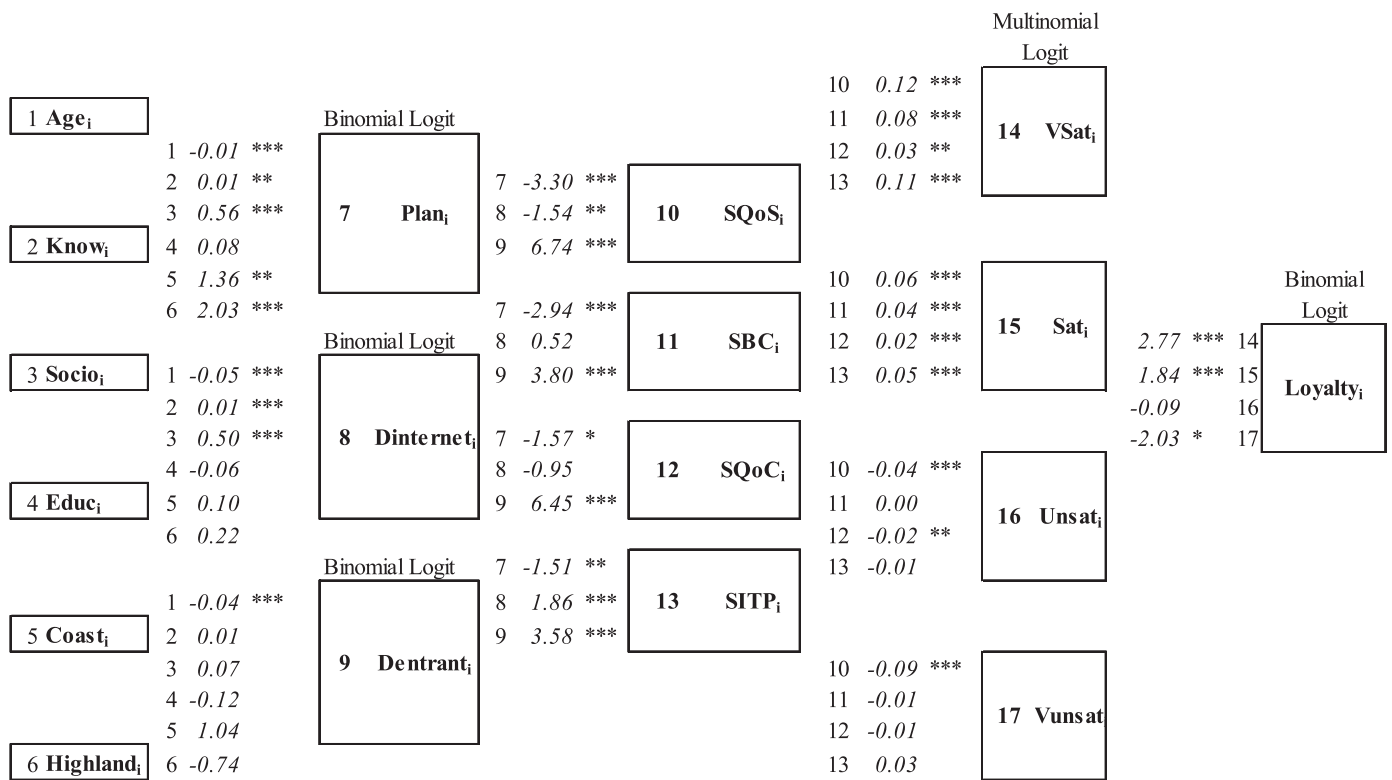 1 Age_i
2 Know_i
3 Socio_i
4 Educ_i
5 Coast_i
6 Highland_i
1 -0.01 ***
2 0.01 **
3 0.56 ***
4 0.08
5 1.36 **
6 2.03 ***
1 -0.05 ***
2 0.01 ***
3 0.50 ***
4 -0.06
5 0.10
6 0.22
1 -0.04 ***
2 0.01
3 0.07
4 -0.12
5 1.04
6 -0.74
Binomial Logit
7 Plan_i
Binomial Logit
8 Dinternet_i
Binomial Logit
9 Dentrant_i
7 -3.30 ***
8 -1.54 **
9 6.74 ***
7 -2.94 ***
8 0.52
9 3.80 ***
7 -1.57 *
8 -0.95
9 6.45 ***
7 -1.51 **
8 1.86 ***
9 3.58 ***
10 SQoS_i
11 SBC_i
12 SQoC_i
13 SITP_i
10 0.12 ***
11 0.08 ***
12 0.03 **
13 0.11 ***
10 0.06 ***
11 0.04 ***
12 0.02 ***
13 0.05 ***
10 -0.04 ***
11 0.00
12 -0.02 **
13 -0.01
10 -0.09 ***
11 -0.01
12 -0.01
13 0.03
Multinomial
Logit
14 VSat_i
15 Sat_i
16 Unsat_i
17 Vunsat
2.77 *** 14
1.84 *** 15
-0.09 16
-2.03 * 17
Binomial
Logit
Loyalty_i